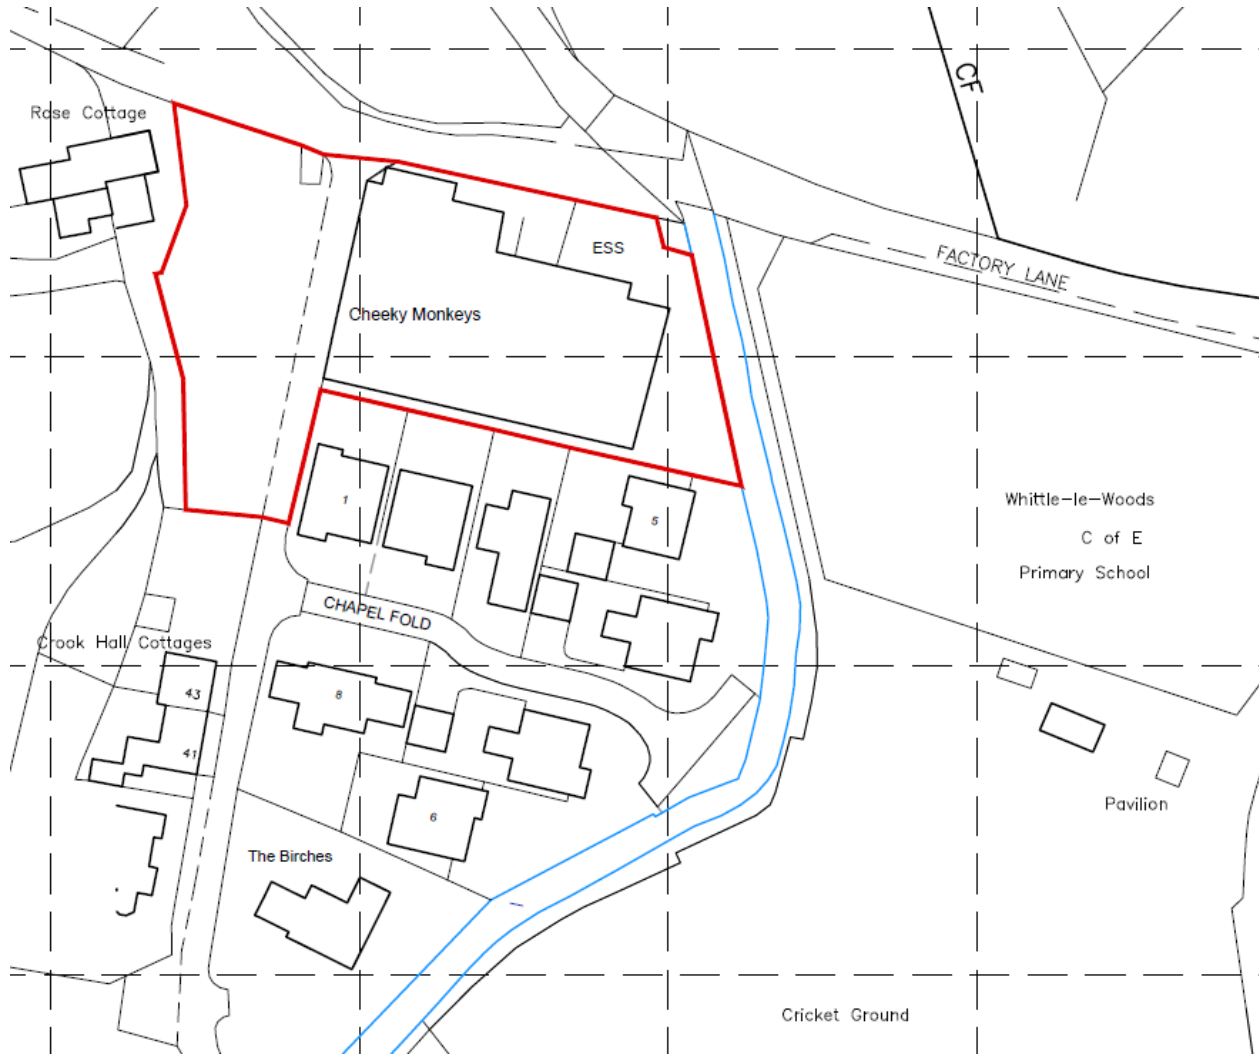 CF
Rose Cottage
ESS
FACTORY LANE
Cheeky Monkeys
Whittle-le-Woods
C of E
Primary School
1
5
CHAPEL FOLD
Crook Hall Cottages
43
8
41
Pavilion
6
The Birches
Cricket Ground